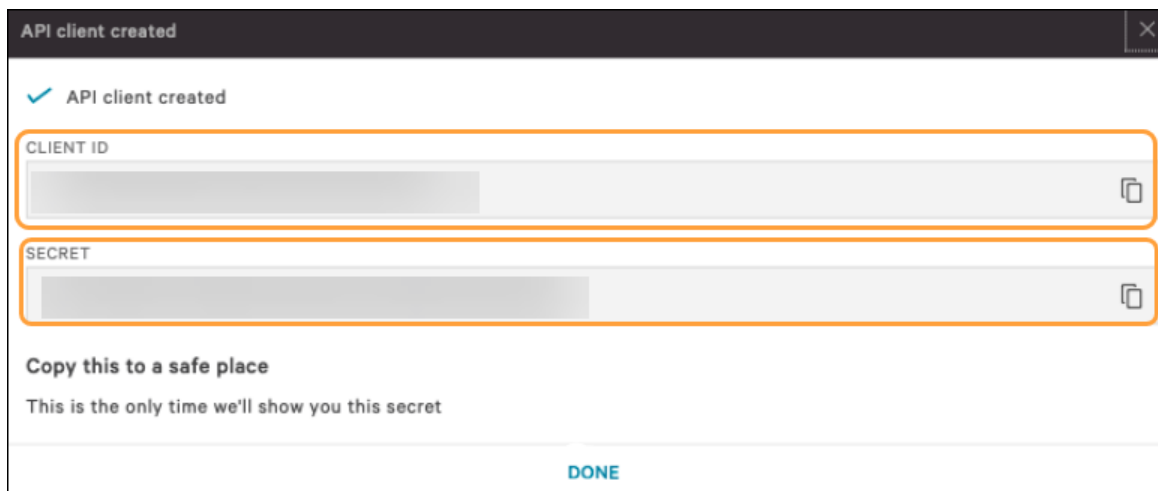 API client created
API client created
CLIENT ID
SECRET
Copy this to a safe place
This is the only time we'll show you this secret
DONE